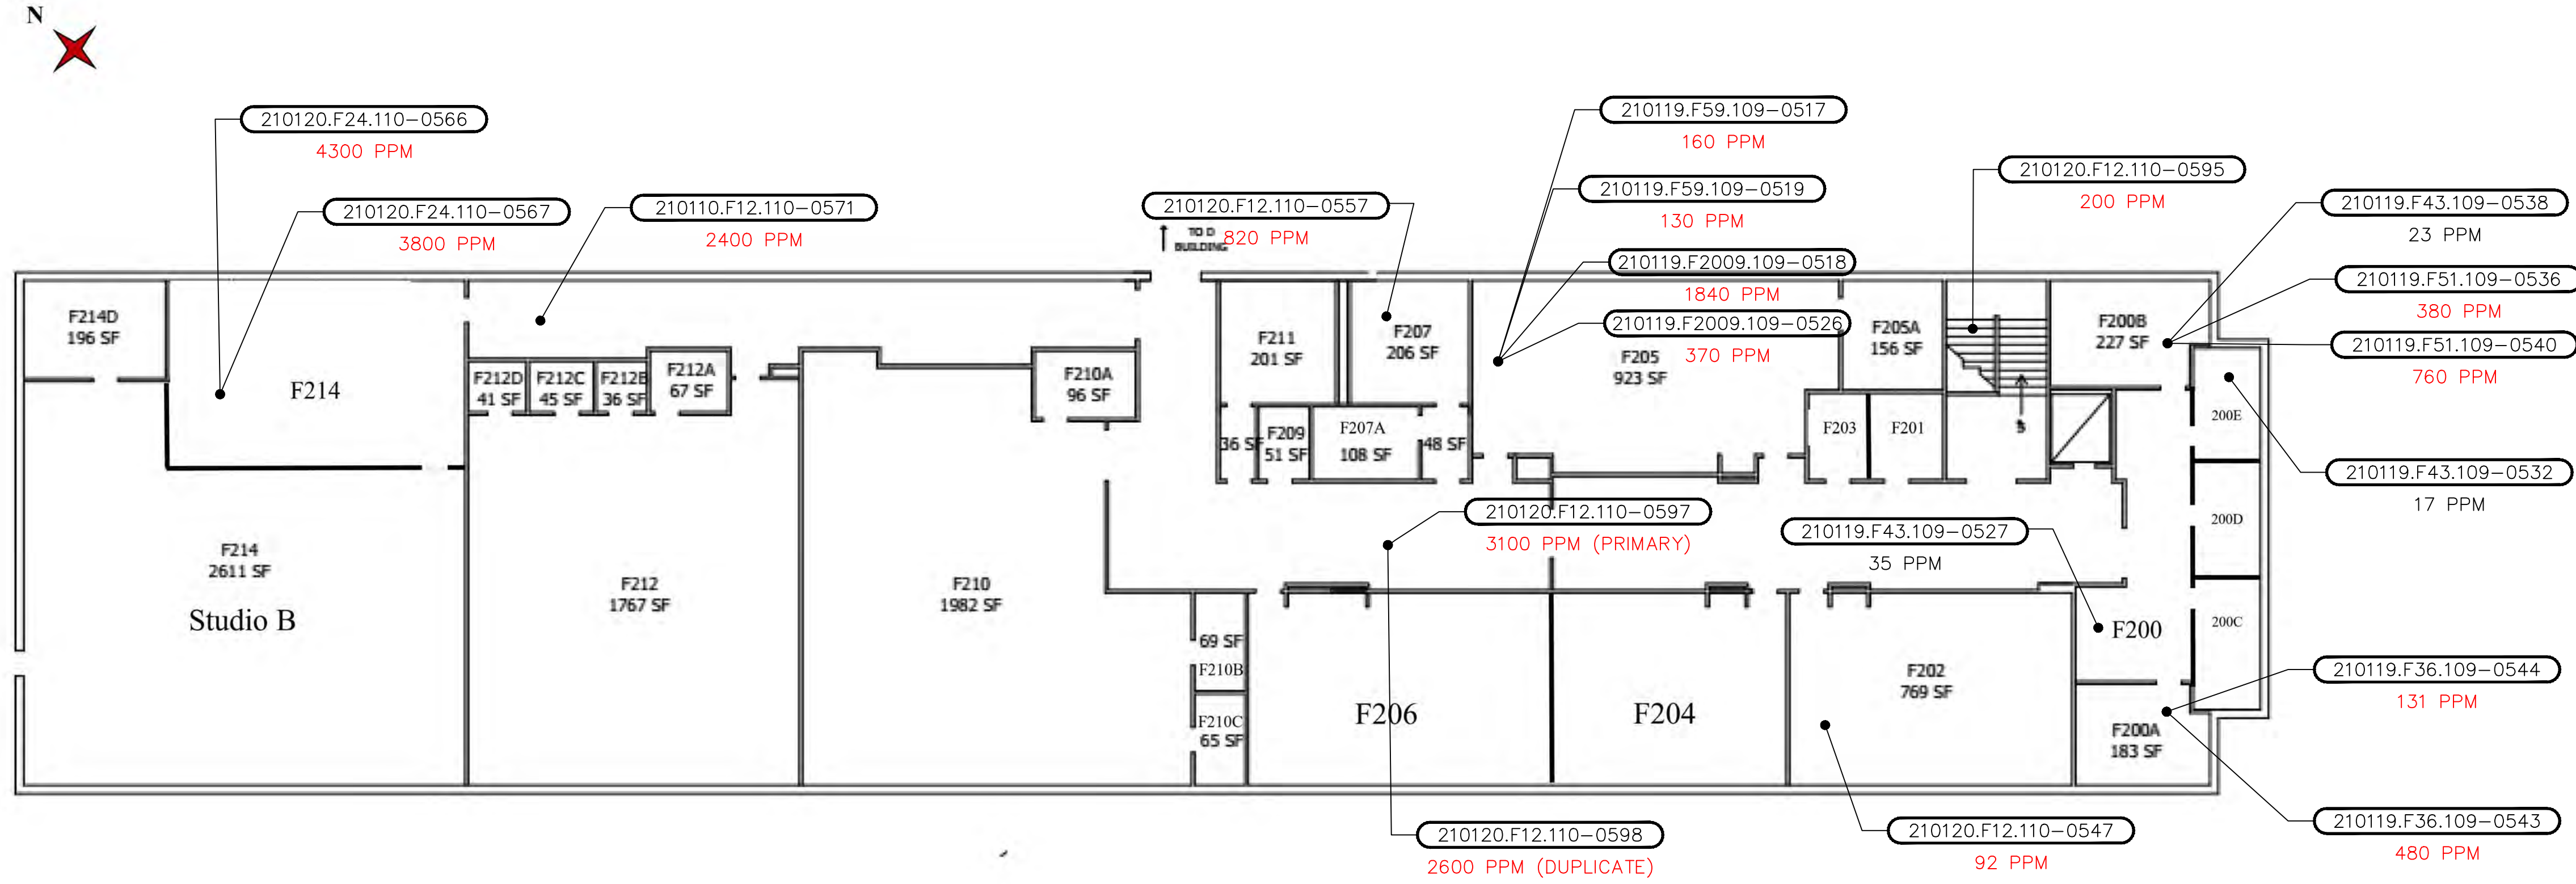 N
210120.F24.110-0566
4300 PPM
210120.F24.110-0567
3800 PPM
210110.F12.110-0571
2400 PPM
210120.F12.110-0557
820 PPM
TO D
BUILDING
210119.F59.109-0517
160 PPM
210119.F59.109-0519
130 PPM
210119.F2009.109-0518
1840 PPM
210119.F2009.109-0526
370 PPM
210120.F12.110-0595
200 PPM
210119.F43.109-0538
23 PPM
210119.F51.109-0536
380 PPM
210119.F51.109-0540
760 PPM
210119.F43.109-0532
17 PPM
F214D
196 SF
F214
F212D
41 SF
F212C
45 SF
F212B
36 SF
F212A
67 SF
F210A
96 SF
F211
201 SF
F207
206 SF
F205
923 SF
F205A
156 SF
F200B
227 SF
200E
36 SF
F209
51 SF
F207A
108 SF
48 SF
F203
F201
200D
210120.F12.110-0597
3100 PPM (PRIMARY)
210119.F43.109-0527
35 PPM
F214
2611 SF
Studio B
F212
1767 SF
F210
1982 SF
69 SF
F210B
F210C
65 SF
F206
F204
F202
769 SF
F200
200C
F200A
183 SF
210119.F36.109-0544
131 PPM
210119.F36.109-0543
480 PPM
210120.F12.110-0598
2600 PPM (DUPLICATE)
210120.F12.110-0547
92 PPM